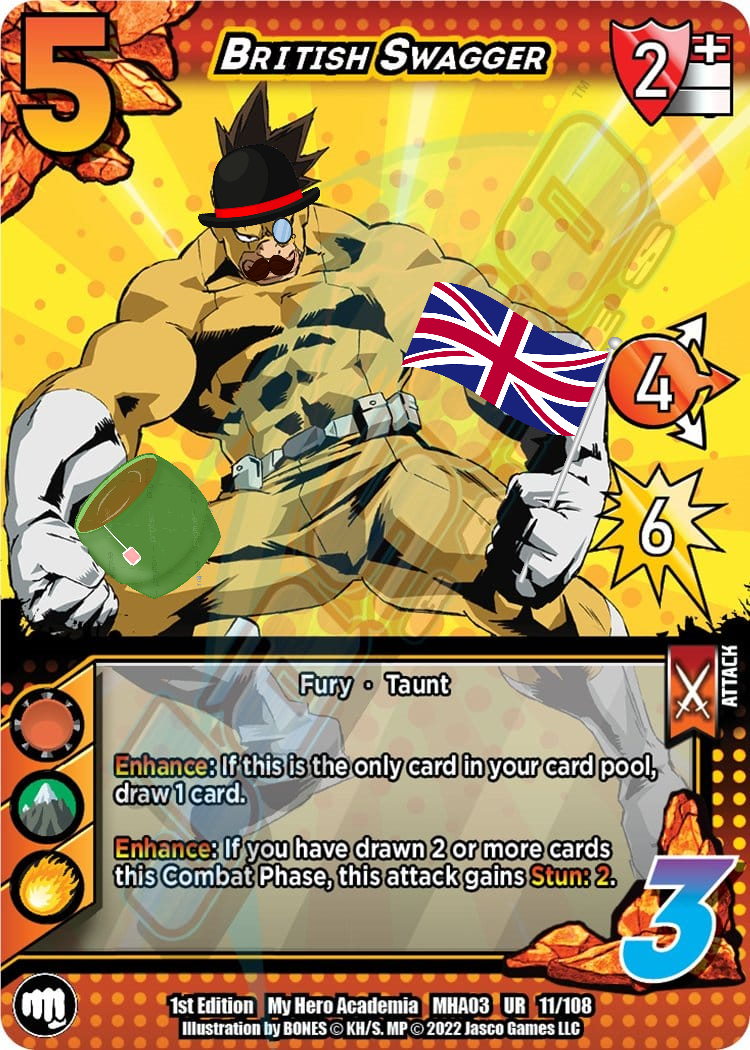 5
British Swagger
2 +
TM
4
6
ATTACK
Fury • Taunt
Enhance: If this is the only card in your card pool,
draw 1 card.
Enhance: If you have drawn 2 or more cards
this Combat Phase, this attack gains Stun: 2.
3
1st Edition My Hero Academia MHA03 UR 11/108
Illustration by BONES © KH/S. MP © 2022 Jasco Games LLC